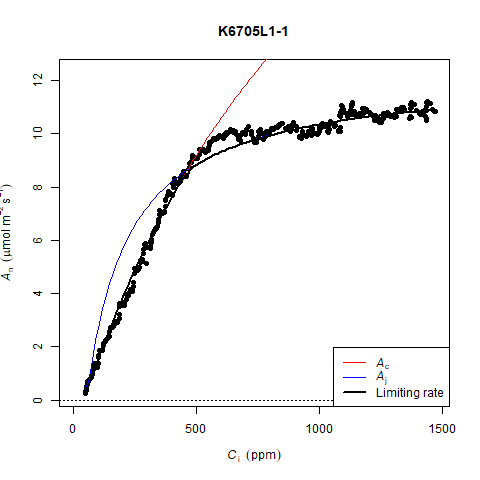 K6705L1-1
12
10
8
6
4
2
0
Aₙ (μmol m⁻² s⁻¹)
0 500 1000 1500
Cᵢ (ppm)
A꜀
Aⱼ
Limiting rate